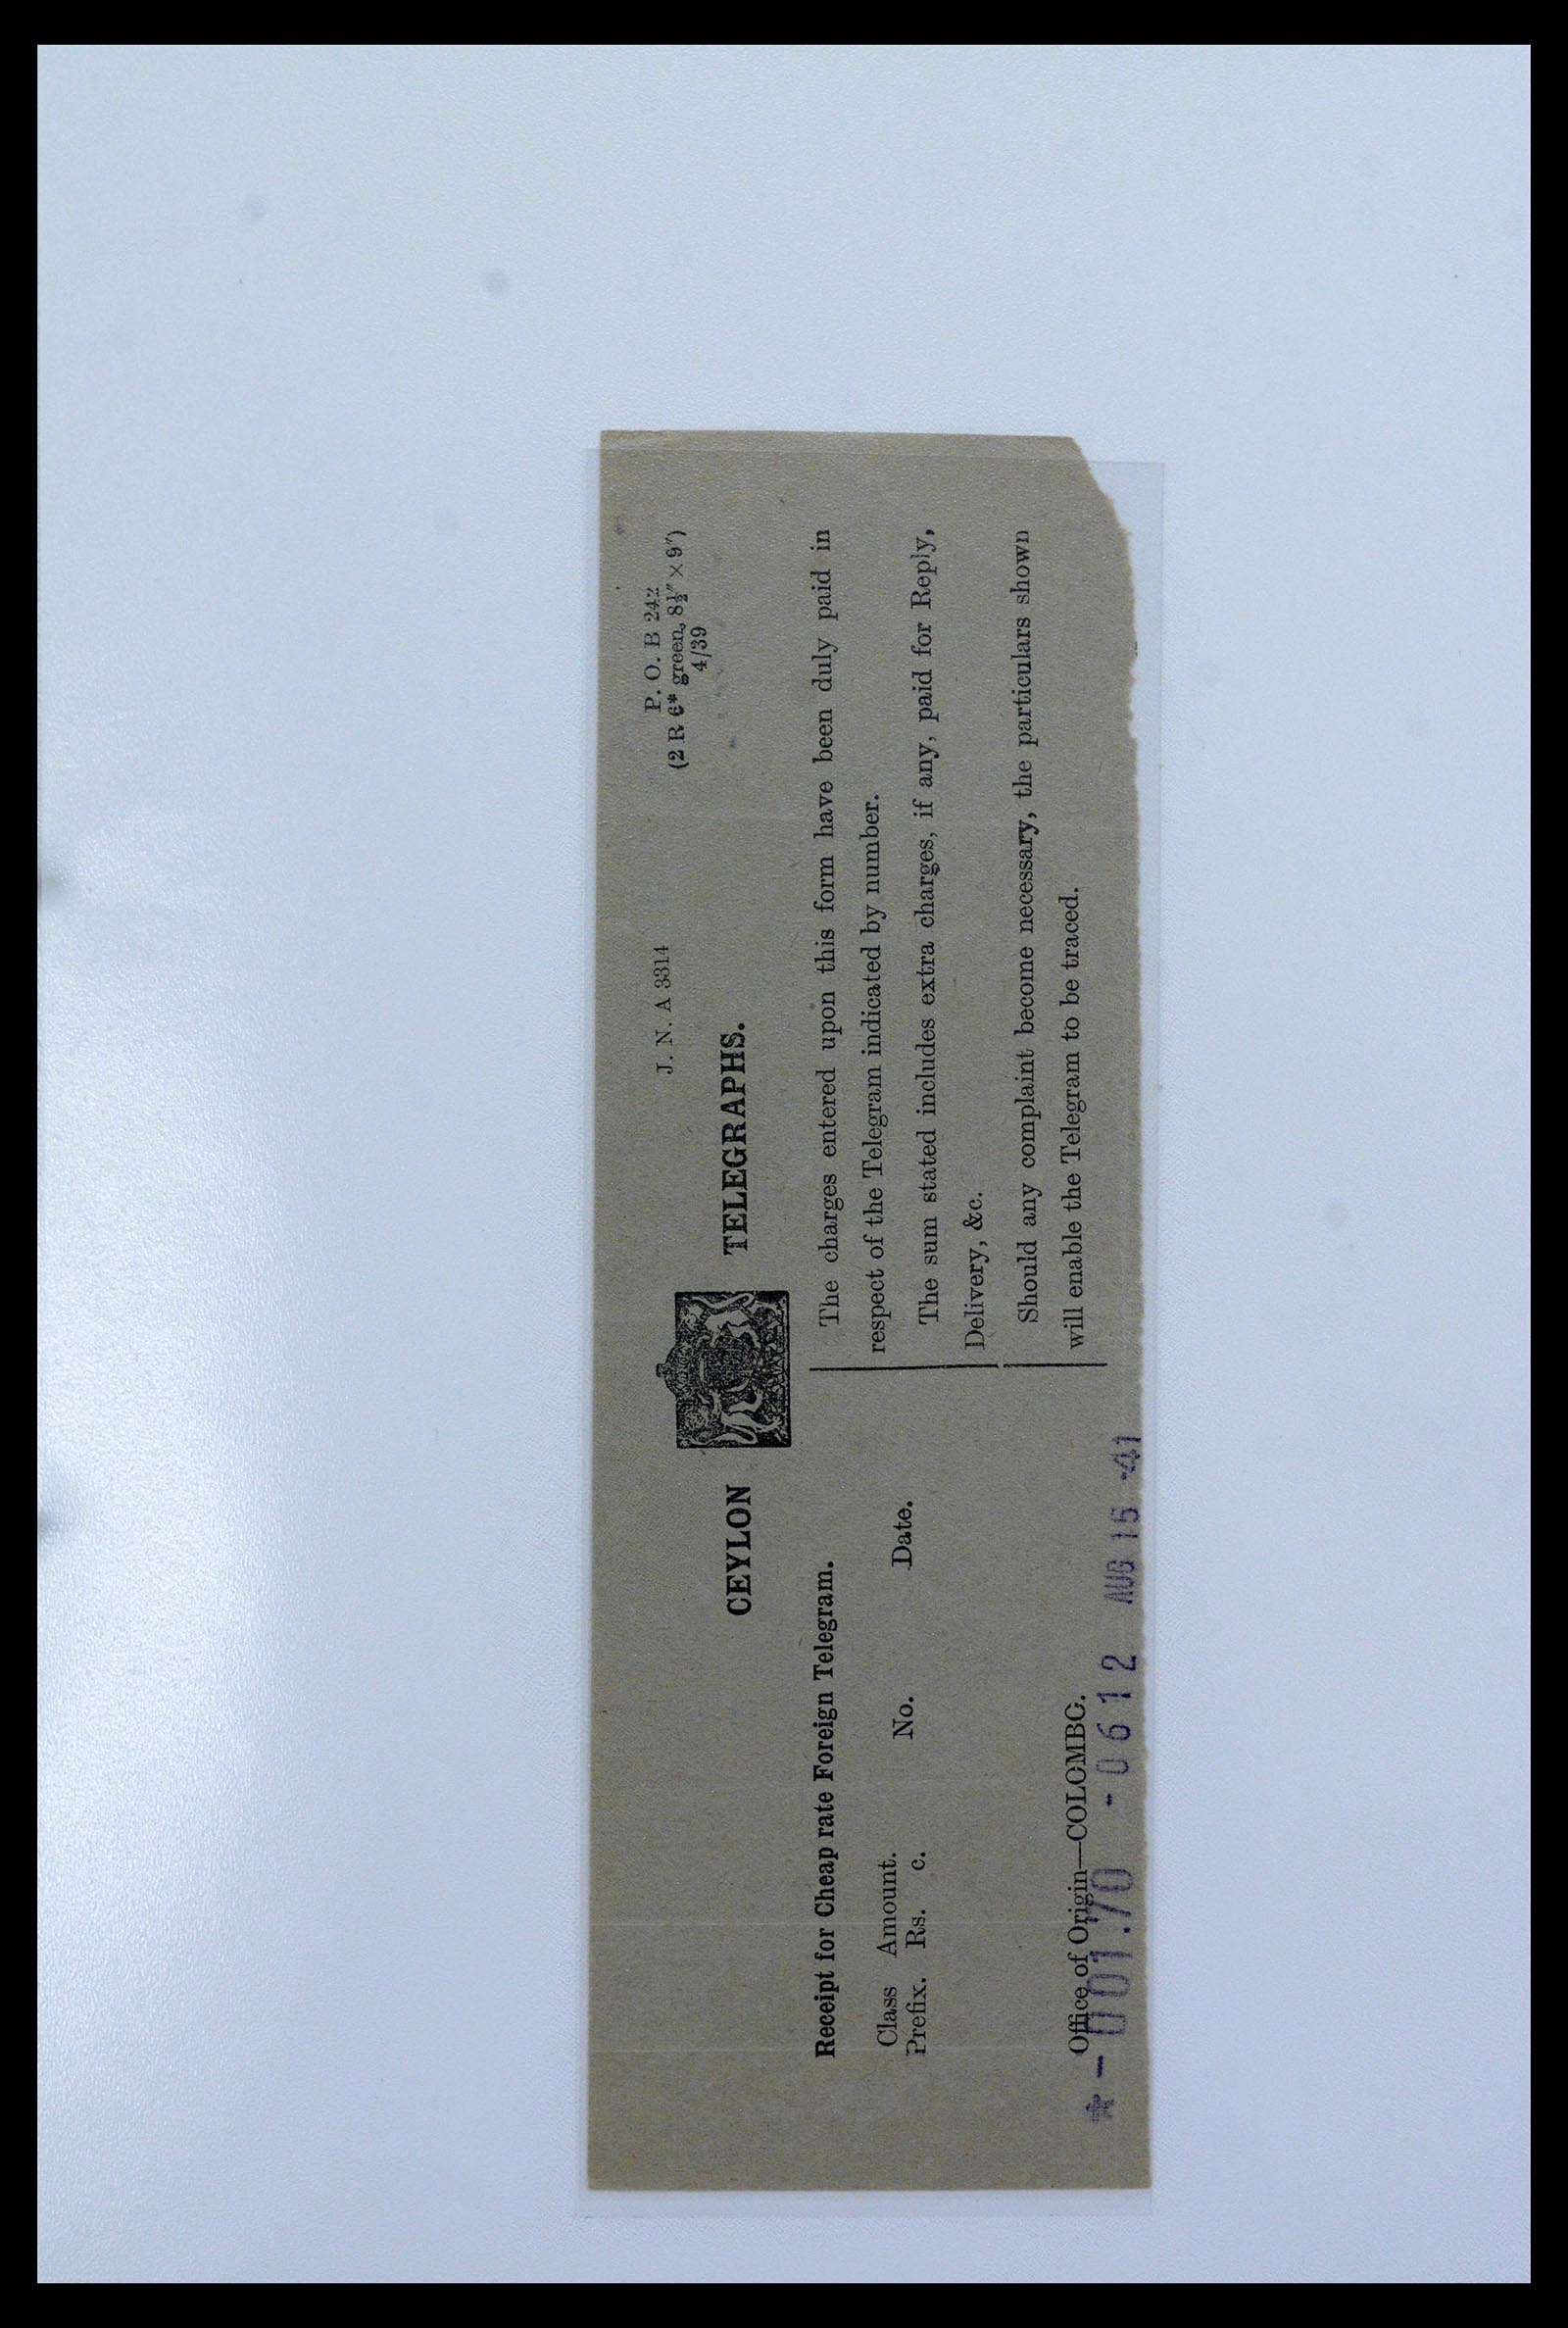 J. N. A 3314
P. O. B 242
(2 R 6* green, 8½" × 9")
4/39
CEYLON TELEGRAPHS.
Receipt for Cheap rate Foreign Telegram.
Class Prefix. Amount. Rs. c. No. Date.
Office of Origin—COLOMBO.
The charges entered upon this form have been duly paid in
respect of the Telegram indicated by number.
The sum stated includes extra charges, if any, paid for Reply,
Delivery, &c.
Should any complaint become necessary, the particulars shown
will enable the Telegram to be traced.
* - 001.70 - 0612 AUG 15 -41